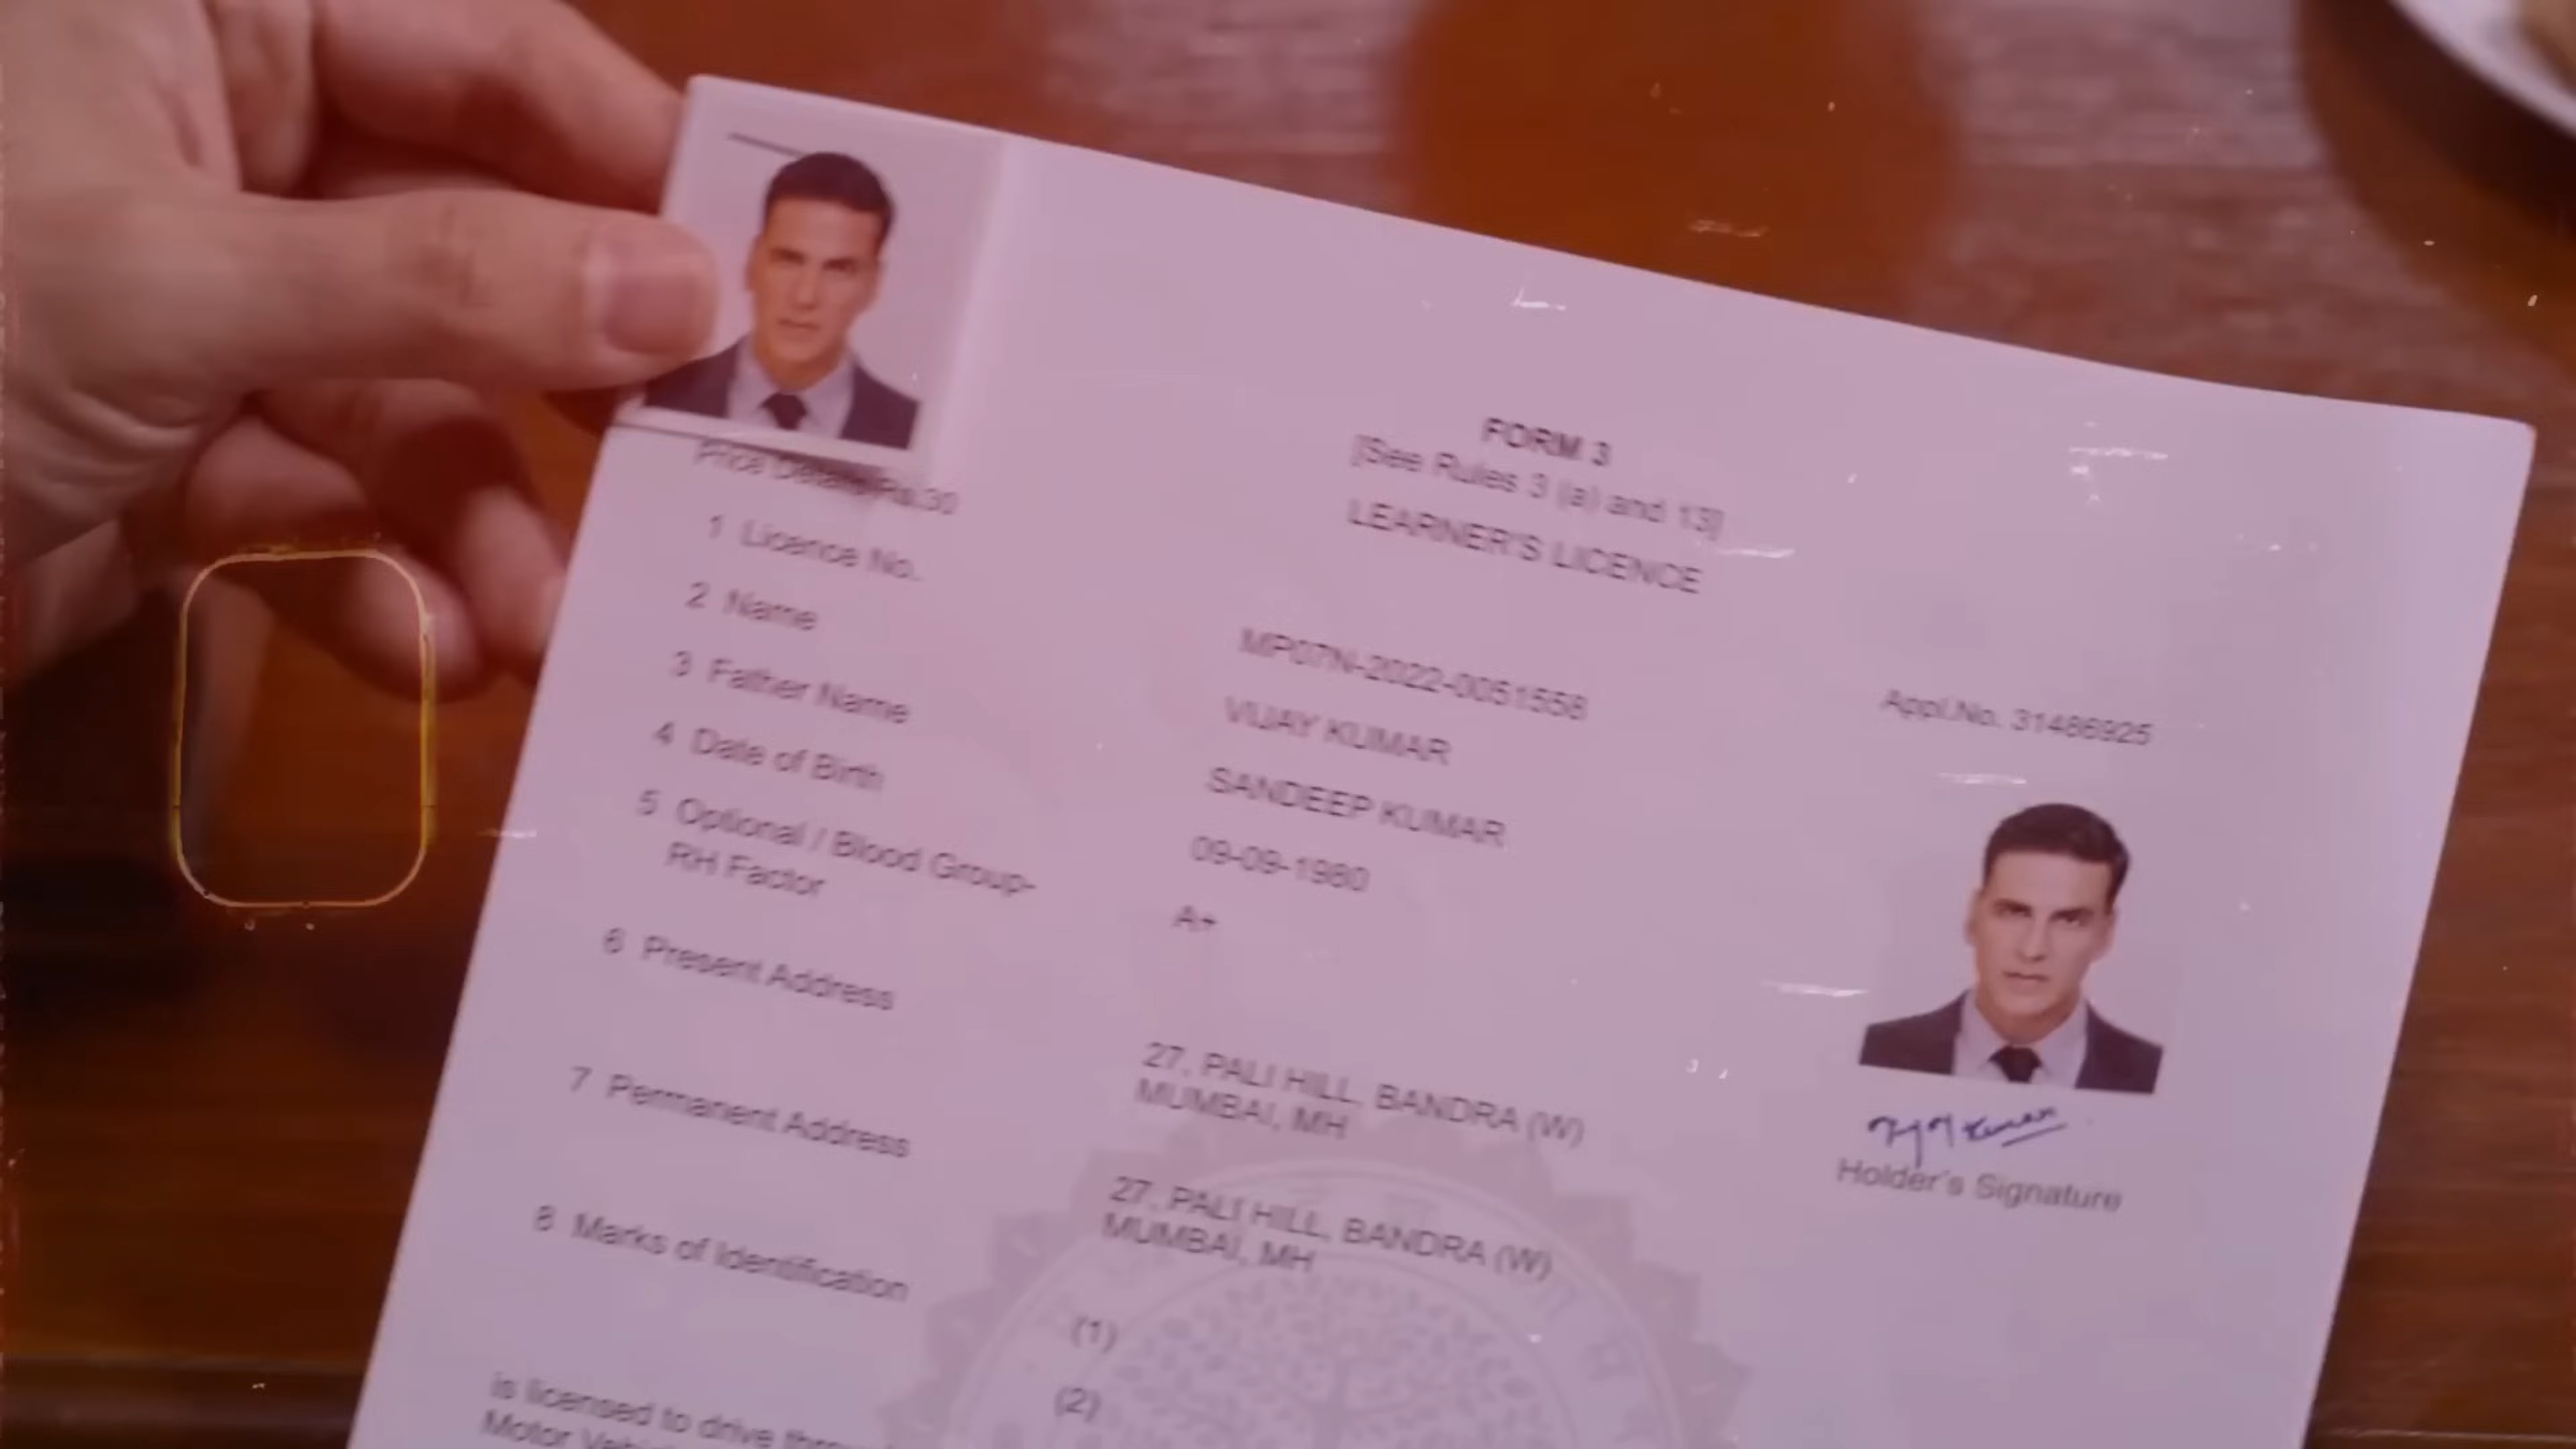 Price Details Rs.30
FORM 3
[See Rules 3 (a) and 13]
LEARNER'S LICENCE
1 Licence No. MP07N-2022-0051558
Appl.No. 31486925
2 Name VIJAY KUMAR
3 Father Name SANDEEP KUMAR
4 Date of Birth 09-09-1980
5 Optional / Blood Group-
RH Factor A+
6 Present Address 27, PALI HILL, BANDRA (W)
MUMBAI, MH
7 Permanent Address 27, PALI HILL, BANDRA (W)
MUMBAI, MH
Holder's Signature
8 Marks of Identification (1)
(2)
is licensed to drive
Motor